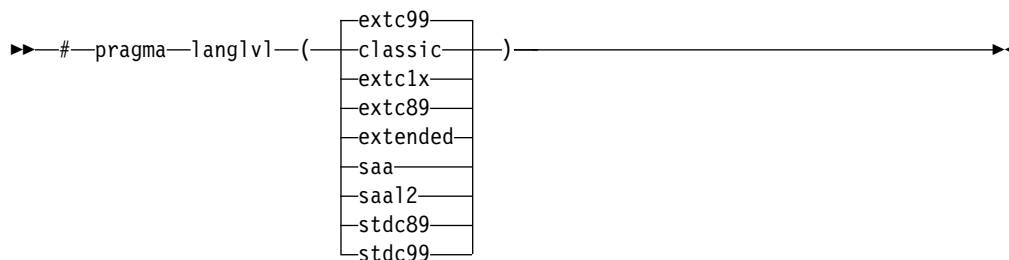 extc99
# pragma langlvl ( classic )
extc1x
extc89
extended
saa
saal2
stdc89
stdc99